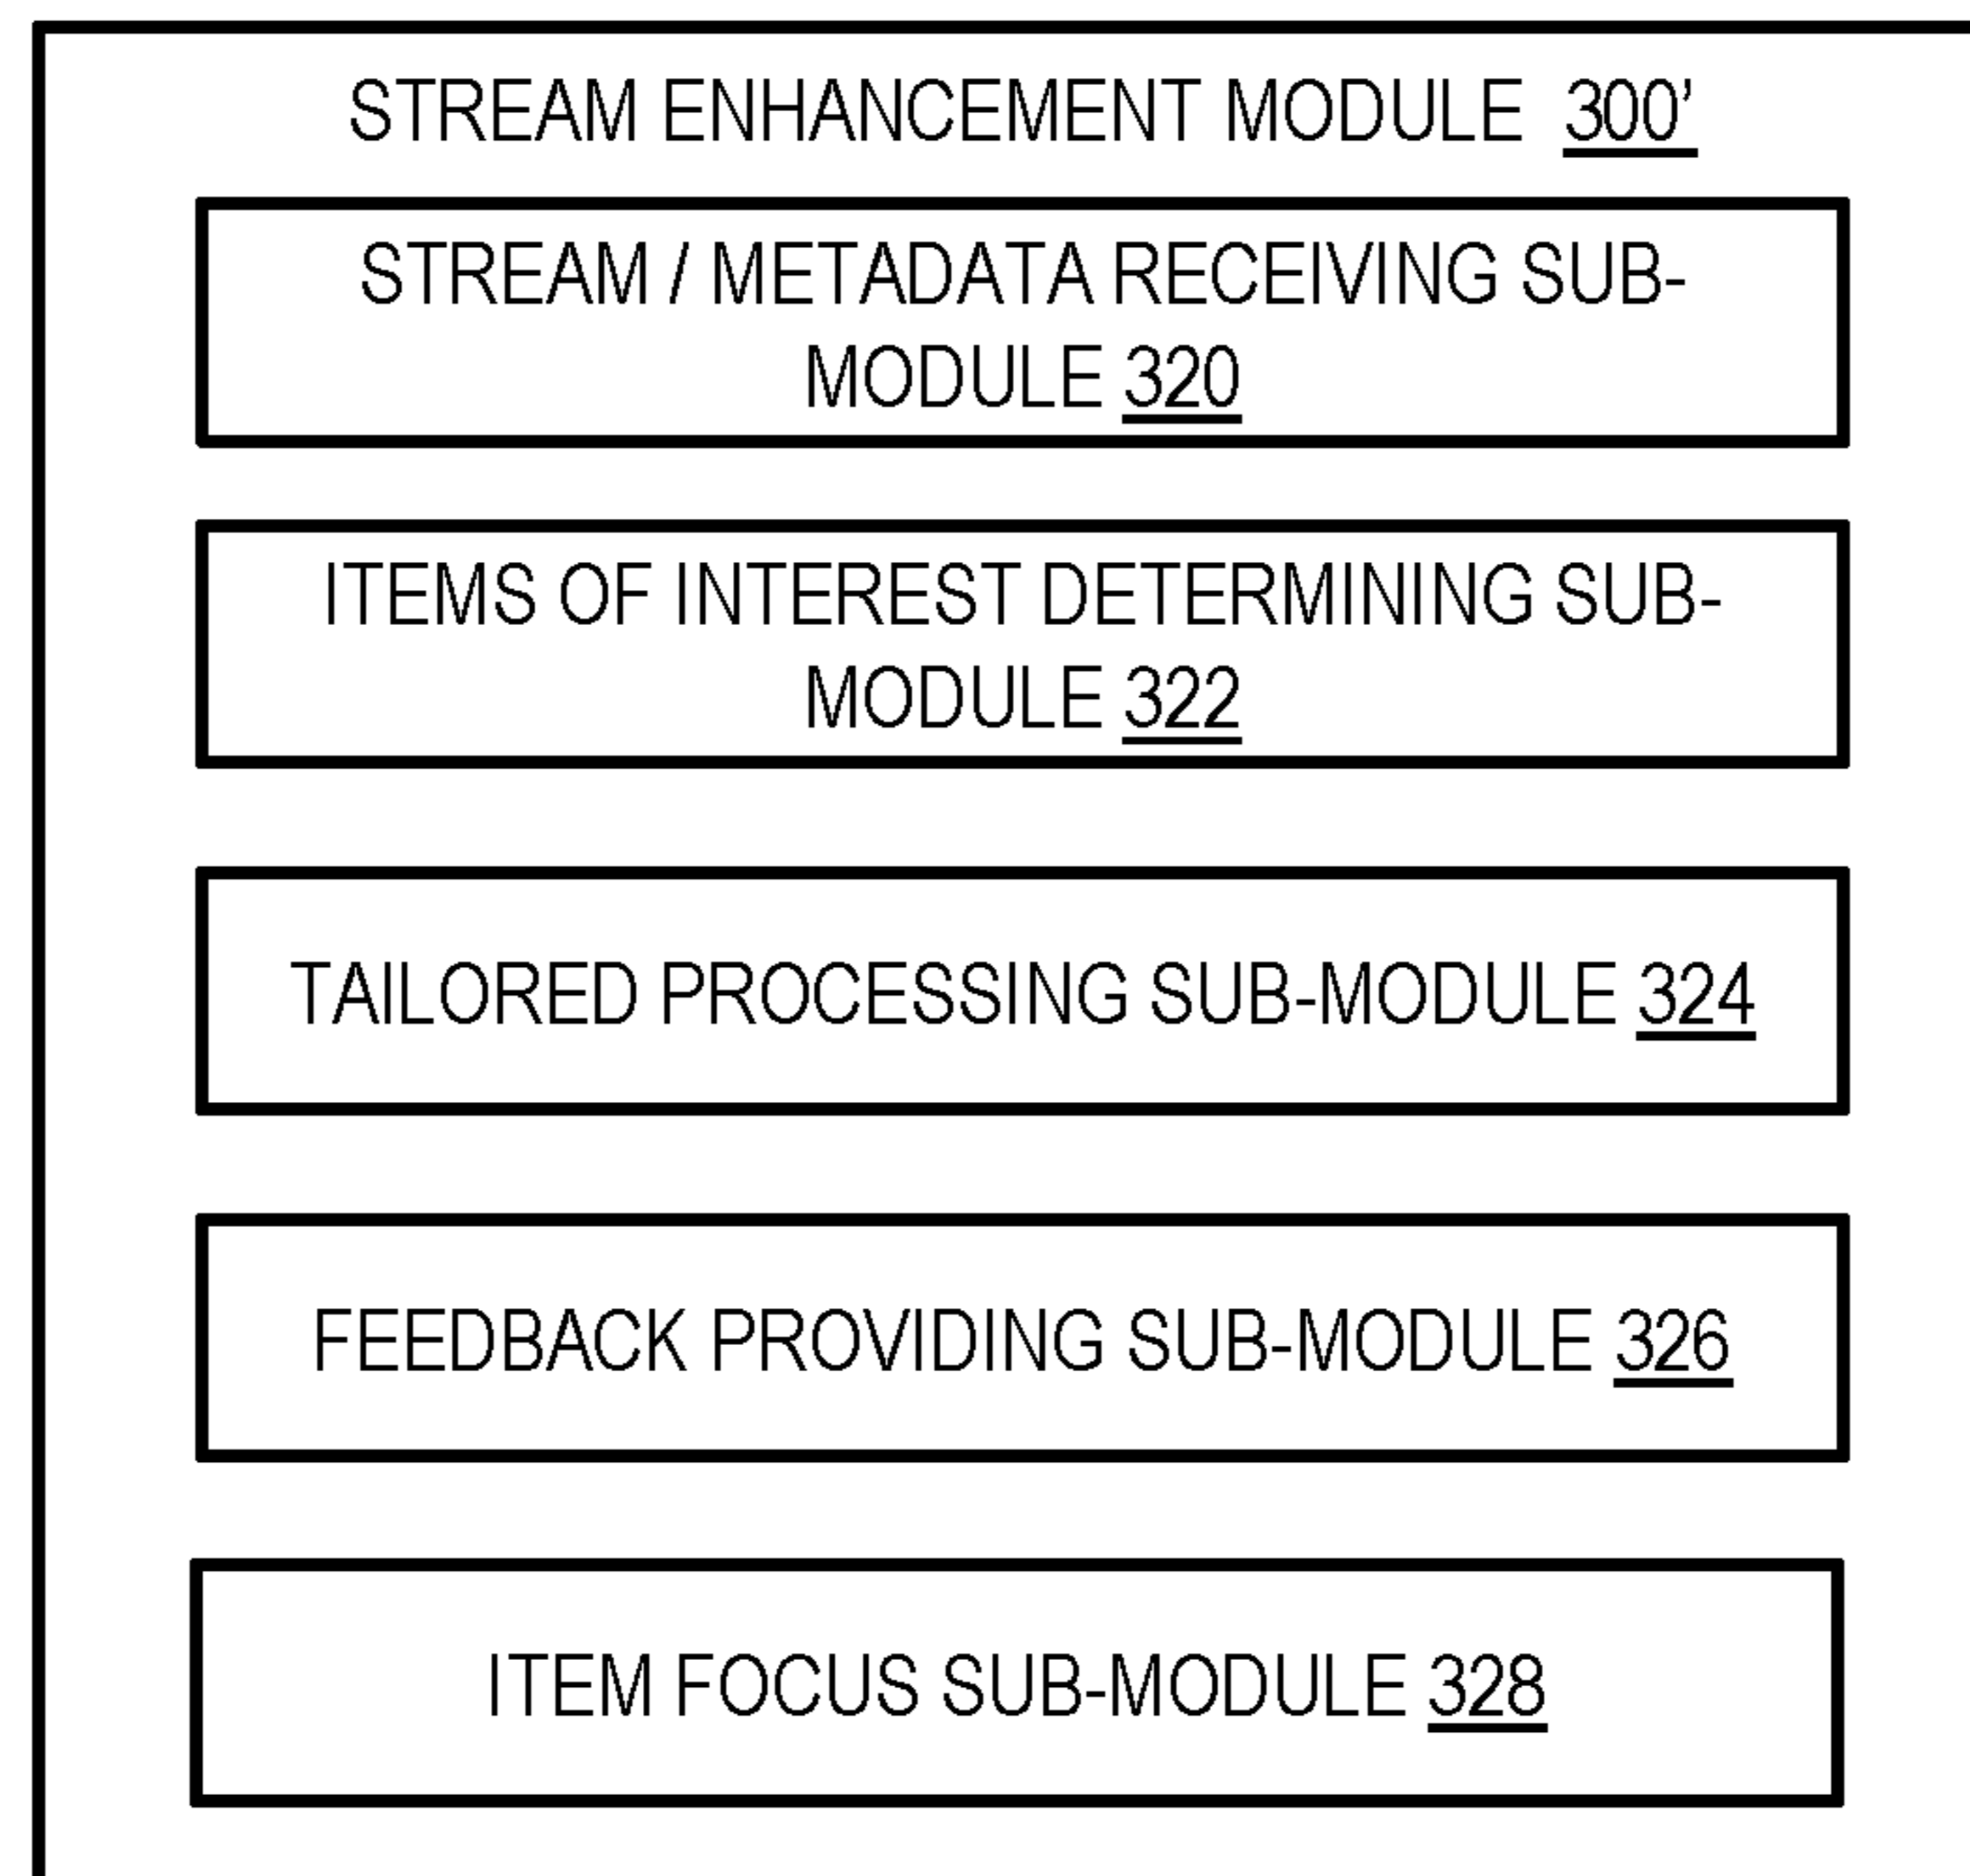 STREAM ENHANCEMENT MODULE 300’
STREAM / METADATA RECEIVING SUB-
MODULE 320
ITEMS OF INTEREST DETERMINING SUB-
MODULE 322
TAILORED PROCESSING SUB-MODULE 324
FEEDBACK PROVIDING SUB-MODULE 326
ITEM FOCUS SUB-MODULE 328